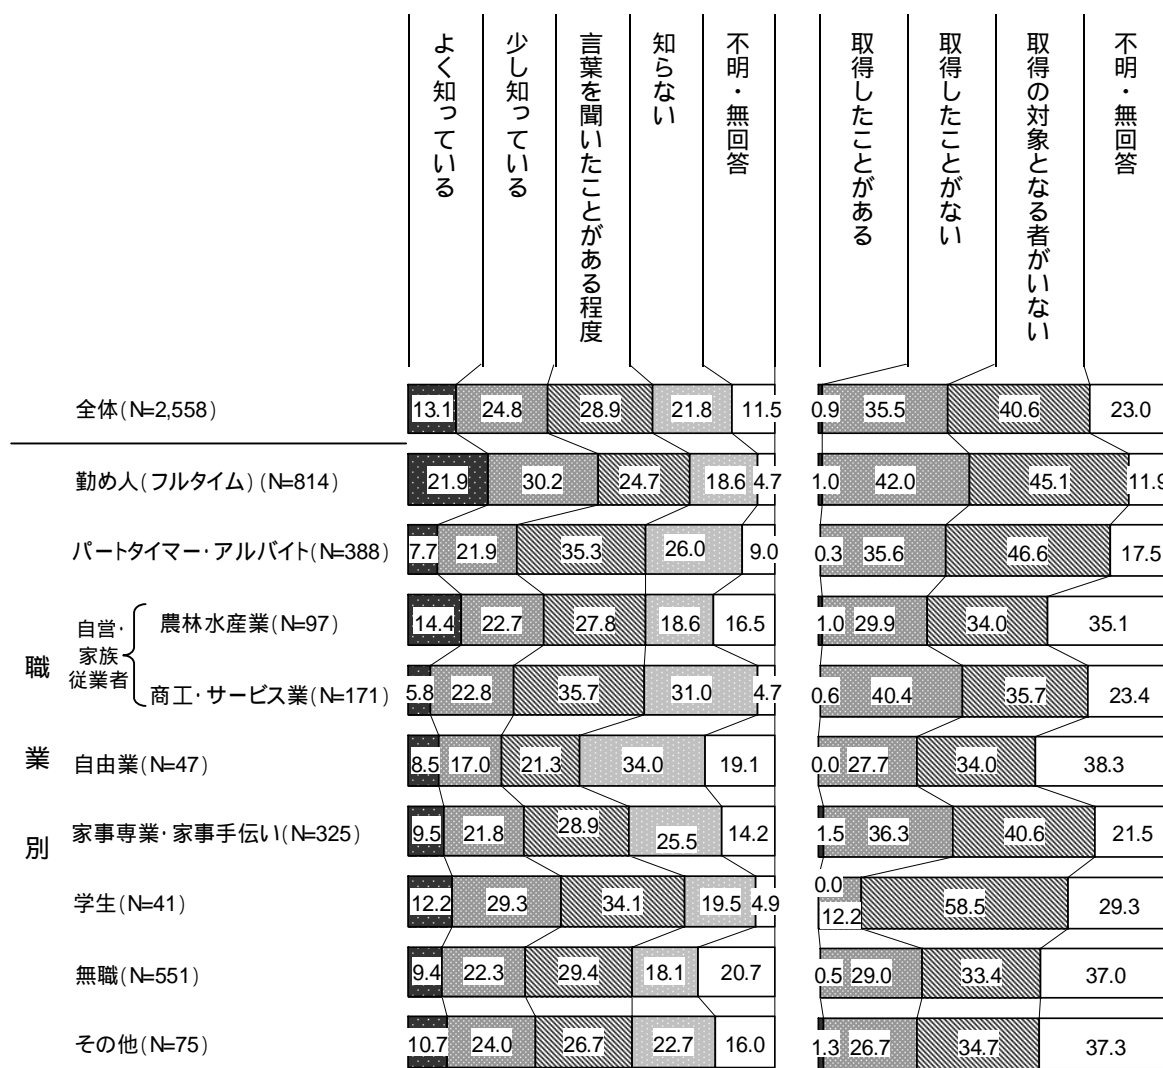 よく知っている
少し知っている
言葉を聞いたことがある程度
知らない
不明・無回答
取得したことがある
取得したことがない
取得の対象となる者がいない
不明・無回答
全体(N=2,558) 13.1 24.8 28.9 21.8 11.5 0.9 35.5 40.6 23.0
職業別
勤め人(フルタイム)(N=814) 21.9 30.2 24.7 18.6 4.7 1.0 42.0 45.1 11.9
パートタイマー・アルバイト(N=388) 7.7 21.9 35.3 26.0 9.0 0.3 35.6 46.6 17.5
自営・
家族
従業者
農林水産業(N=97) 14.4 22.7 27.8 18.6 16.5 1.0 29.9 34.0 35.1
商工・サービス業(N=171) 5.8 22.8 35.7 31.0 4.7 0.6 40.4 35.7 23.4
自由業(N=47) 8.5 17.0 21.3 34.0 19.1 0.0 27.7 34.0 38.3
家事専業・家事手伝い(N=325) 9.5 21.8 28.9 25.5 14.2 1.5 36.3 40.6 21.5
学生(N=41) 12.2 29.3 34.1 19.5 4.9 0.0 12.2 58.5 29.3
無職(N=551) 9.4 22.3 29.4 18.1 20.7 0.5 29.0 33.4 37.0
その他(N=75) 10.7 24.0 26.7 22.7 16.0 1.3 26.7 34.7 37.3